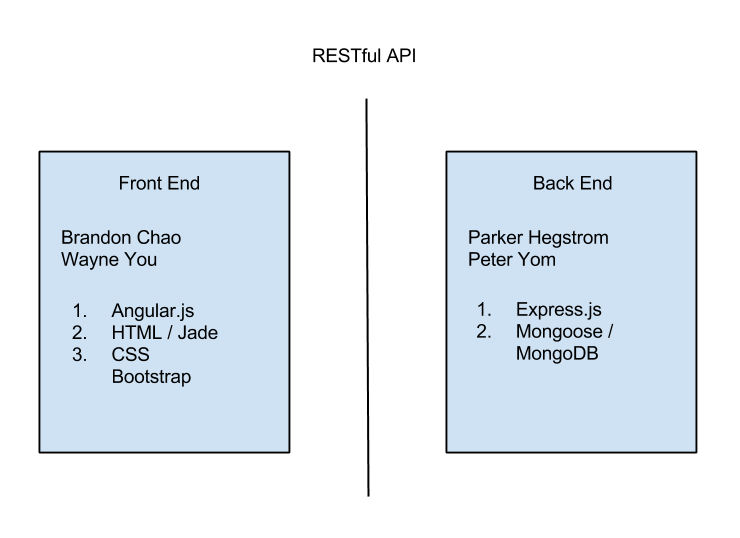 RESTful API
Front End
Brandon Chao
Wayne You
1. Angular.js
2. HTML / Jade
3. CSS
Bootstrap
Back End
Parker Hegstrom
Peter Yom
1. Express.js
2. Mongoose /
MongoDB